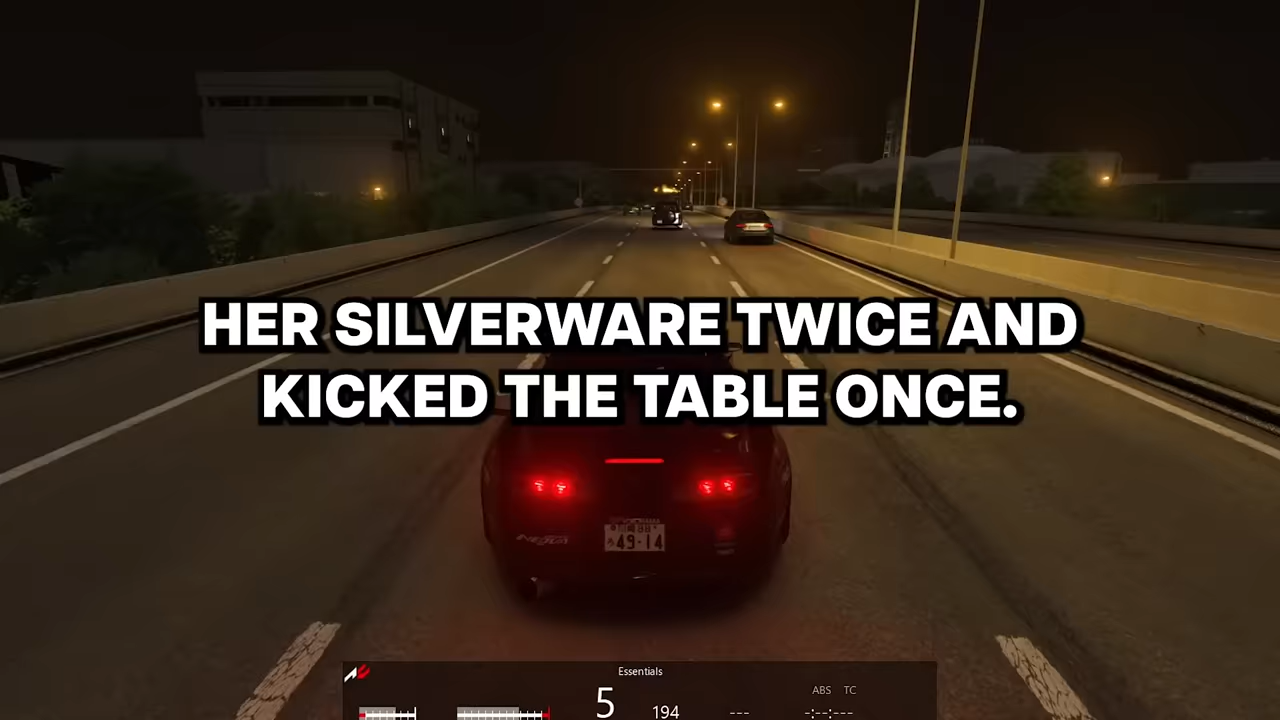 HER SILVERWARE TWICE AND
KICKED THE TABLE ONCE.
49-14
Essentials
5
194
---
ABS TC
-:--:---